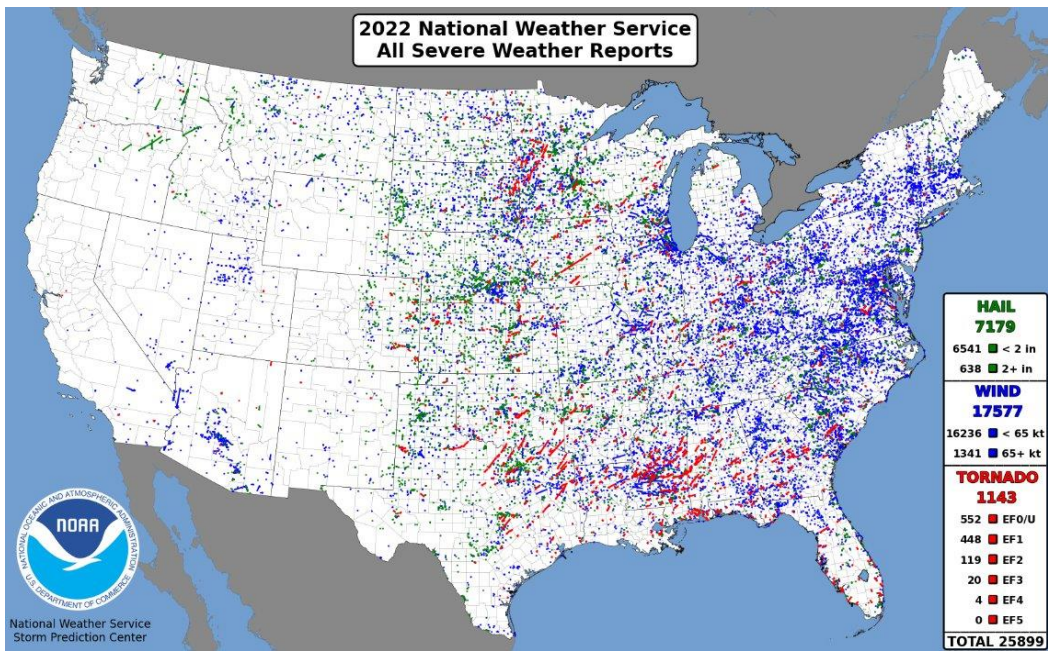 2022 National Weather Service
All Severe Weather Reports
HAIL
7179
6541 < 2 in
638 2+ in
WIND
17577
16236 < 65 kt
1341 65+ kt
TORNADO
1143
552 EF0/U
448 EF1
119 EF2
20 EF3
4 EF4
0 EF5
TOTAL 25899
NATIONAL OCEANIC AND ATMOSPHERIC ADMINISTRATION
NOAA
U.S. DEPARTMENT OF COMMERCE
National Weather Service
Storm Prediction Center